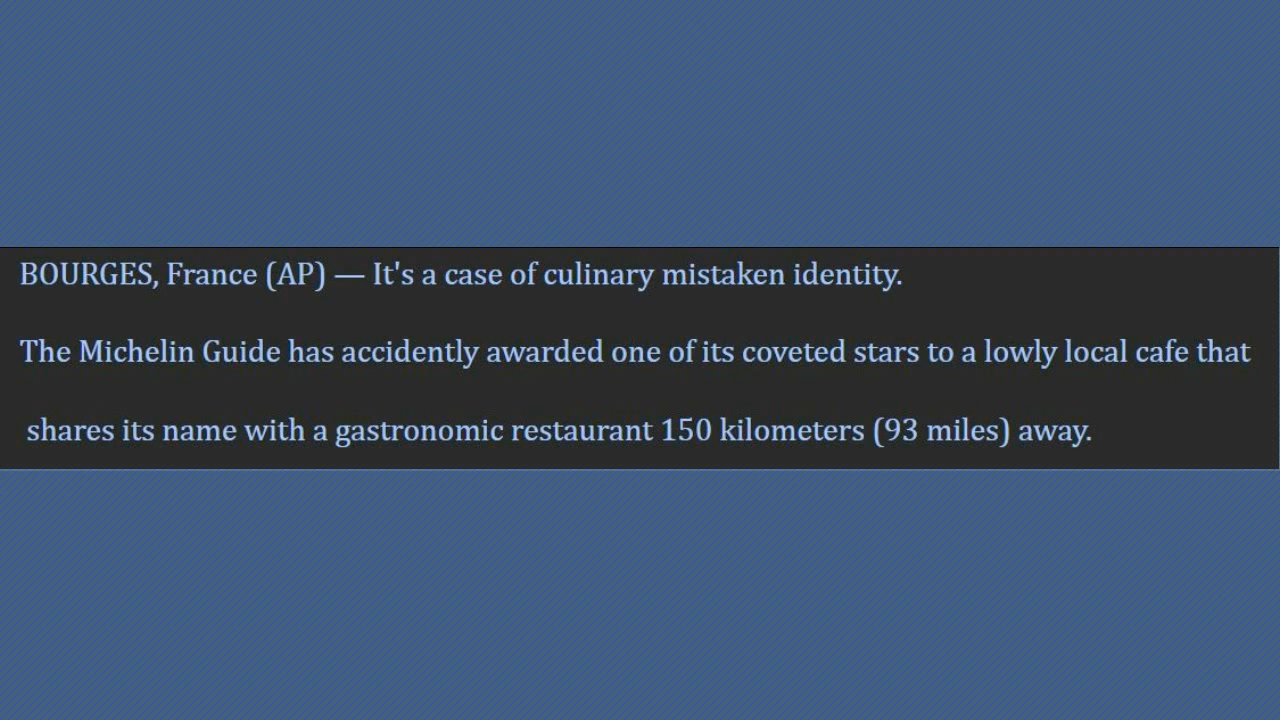 BOURGES, France (AP) — It's a case of culinary mistaken identity.
The Michelin Guide has accidently awarded one of its coveted stars to a lowly local cafe that
shares its name with a gastronomic restaurant 150 kilometers (93 miles) away.